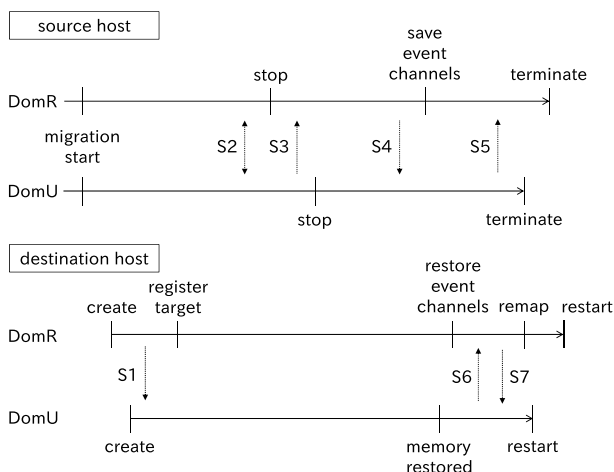 source host
save
event
channels
stop
terminate
DomR
migration
start
S2
S3
S4
S5
DomU
stop
terminate
destination host
restore
event
channels
register
target
create
remap
restart
DomR
S1
S6
S7
DomU
create
memory
restored
restart